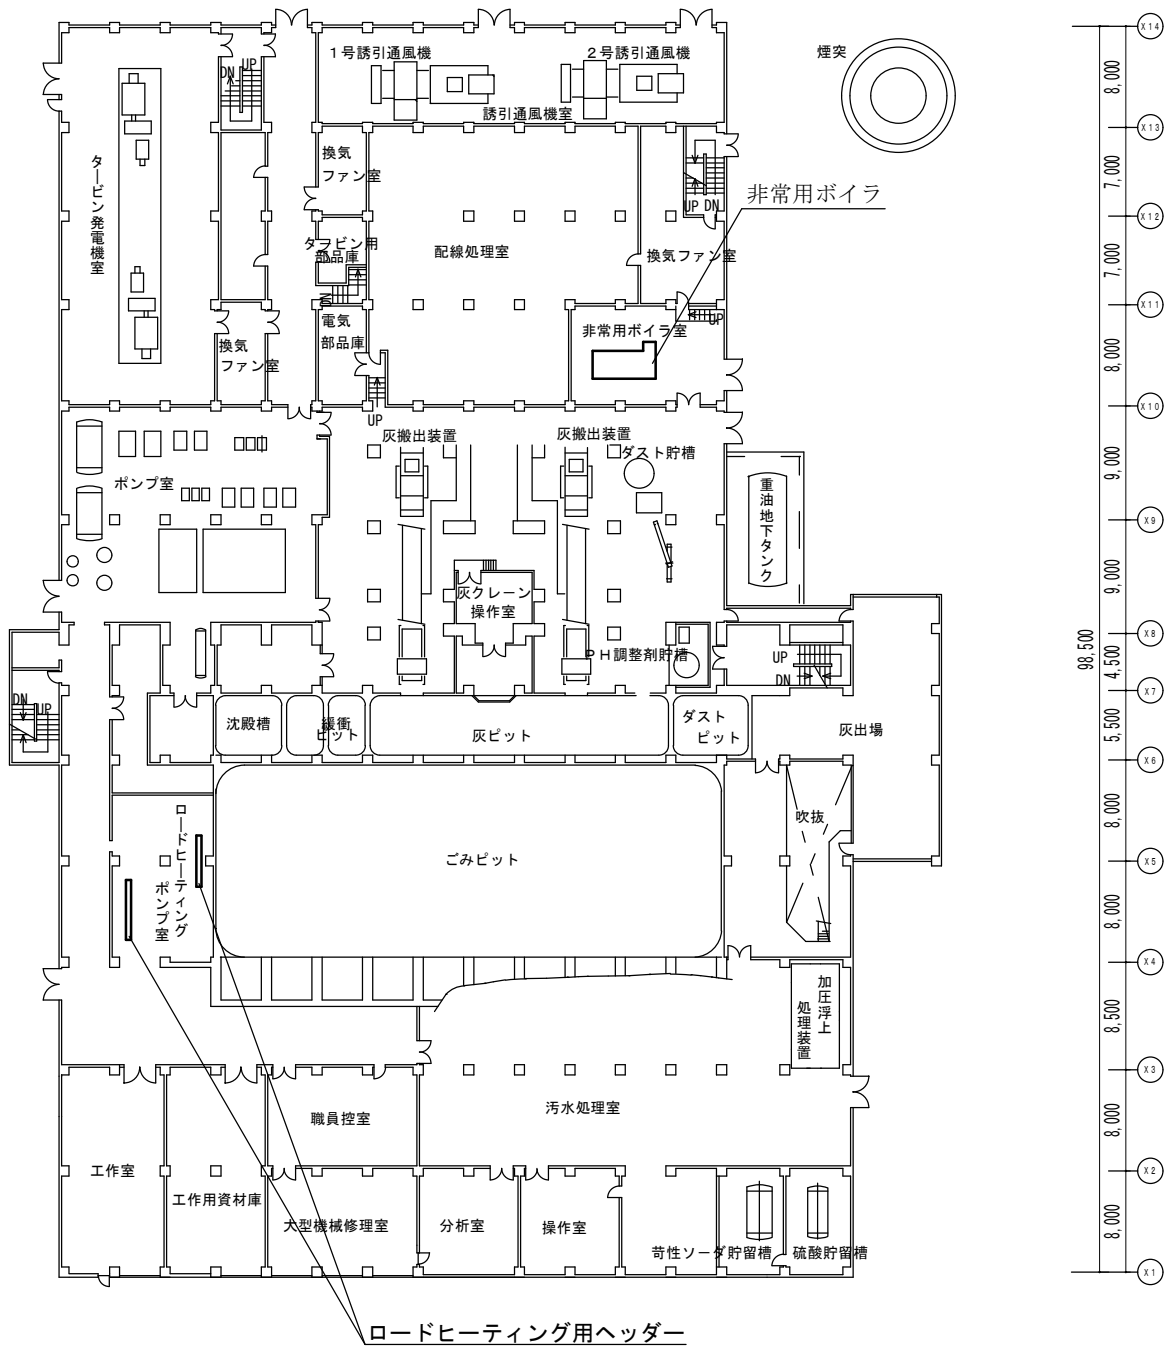 煙突
1号誘引通風機
2号誘引通風機
誘引通風機室
DN
UP
換気
ファン室
タービン発電機室
UP
DN
非常用ボイラ
タービン用
部品庫
配線処理室
換気ファン室
DN
電気
部品庫
非常用ボイラ室
UP
換気
ファン室
UP
灰搬出装置
灰搬出装置
ダスト貯槽
ポンプ室
重油地下タンク
灰クレーン
操作室
PH調整剤貯槽
UP
DN
DN
UP
沈殿槽
緩衝
ピット
灰ピット
ダスト
ピット
灰出場
ロードヒーティング
ポンプ室
ごみピット
吹抜
加圧浮上
処理装置
職員控室
汚水処理室
工作室
工作用資材庫
大型機械修理室
分析室
操作室
苛性ソーダ貯留槽
硫酸貯留槽
ロードヒーティング用ヘッダー
X14
8,000
X13
7,000
X12
7,000
X11
8,000
X10
9,000
X9
9,000
X8
98,500
4,500
X7
5,500
X6
8,000
X5
8,000
X4
8,500
X3
8,000
X2
8,000
X1